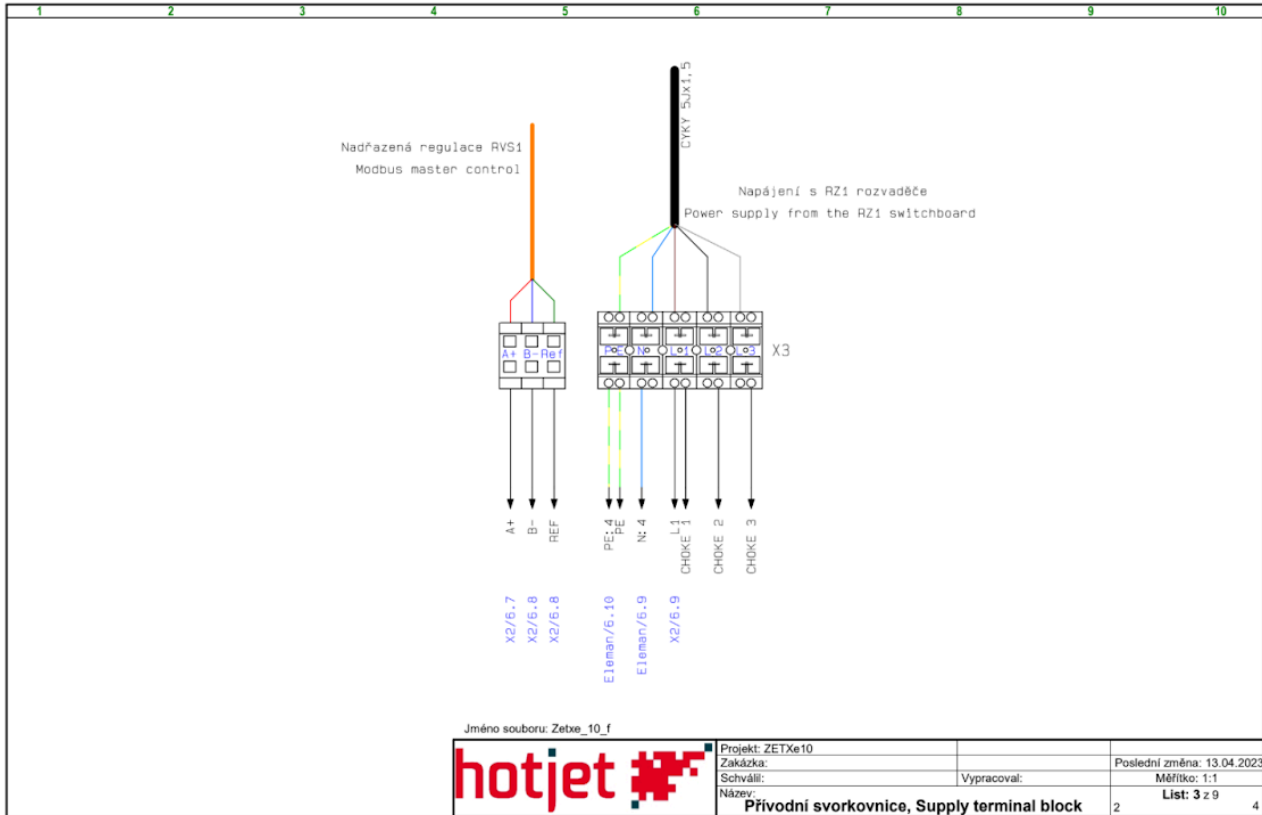 1 2 3 4 5 6 7 8 9 10
CYKY 5Jx1,5
Nadřazená regulace RVS1
Modbus master control
Napájení s RZ1 rozvaděče
Power supply from the RZ1 switchboard
A+ B- Ref
PE N L1 L2 L3
X3
A+
B-
REF
PE:4
PE
N:4
L1
CHOKE 1
CHOKE 2
CHOKE 3
X2/6.7
X2/6.8
X2/6.8
Eleman/6.10
Eleman/6.9
X2/6.9
Jméno souboru: Zetxe_10_f
hotjet
Projekt: ZETXe10
Zakázka:
Poslední změna: 13.04.2023
Schválil:
Vypracoval:
Měřítko: 1:1
Název:
Přívodní svorkovnice, Supply terminal block
List: 3 z 9
2
4